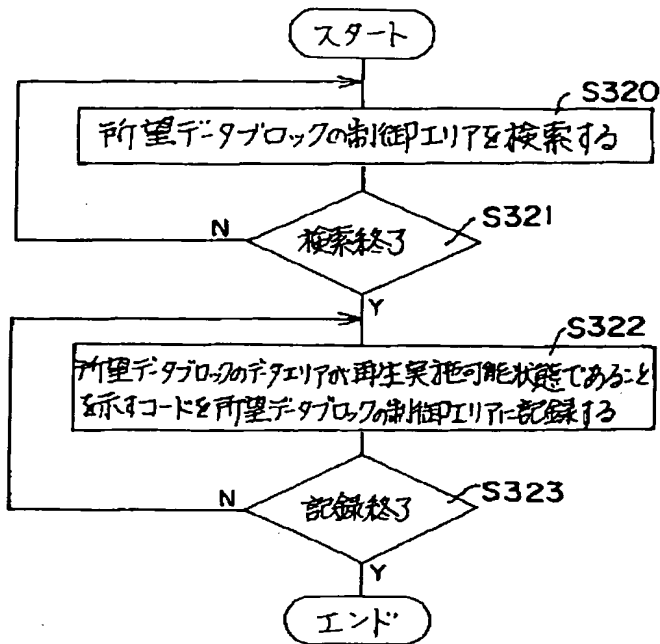 スタート
S320
所望データブロックの制御エリアを検索する
S321
検索終了
N
Y
S322
所望データブロックのデータエリアが再生実施可能状態であること
を示すコードを所望データブロックの制御エリアに記録する
S323
記録終了
N
Y
エンド